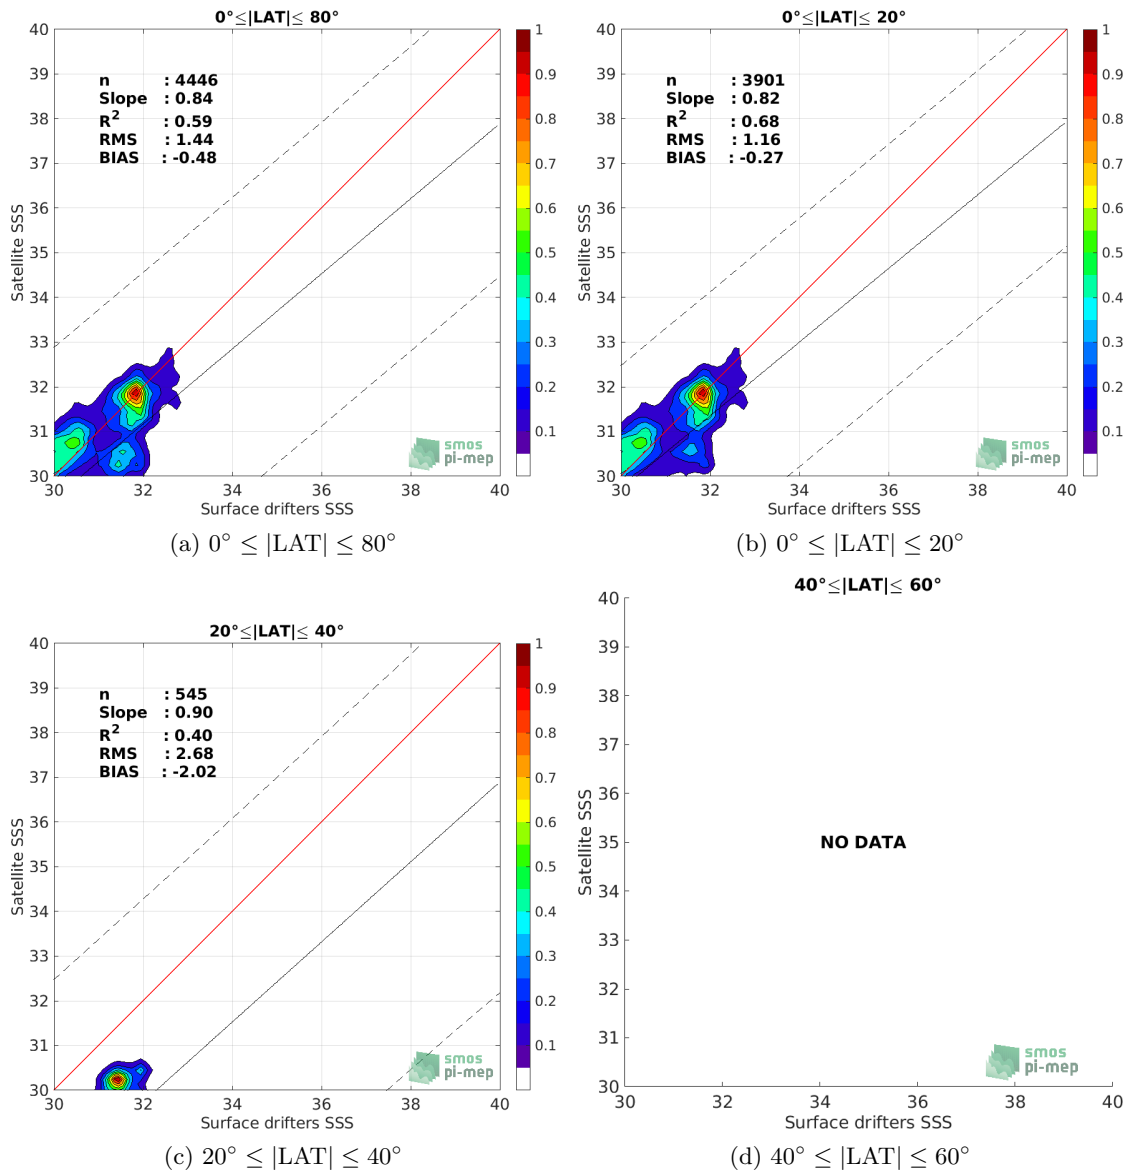 0°≤|LAT|≤ 80°
40
39
38
37
36
35
34
33
32
31
30
Satellite SSS
n : 4446
Slope : 0.84
R² : 0.59
RMS : 1.44
BIAS : -0.48
smos
pi-mep
30 32 34 36 38 40
Surface drifters SSS
1
0.9
0.8
0.7
0.6
0.5
0.4
0.3
0.2
0.1
(a) 0° ≤ |LAT| ≤ 80°
0°≤|LAT|≤ 20°
40
39
38
37
36
35
34
33
32
31
30
Satellite SSS
n : 3901
Slope : 0.82
R² : 0.68
RMS : 1.16
BIAS : -0.27
smos
pi-mep
30 32 34 36 38 40
Surface drifters SSS
1
0.9
0.8
0.7
0.6
0.5
0.4
0.3
0.2
0.1
(b) 0° ≤ |LAT| ≤ 20°
20°≤|LAT|≤ 40°
40
39
38
37
36
35
34
33
32
31
30
Satellite SSS
n : 545
Slope : 0.90
R² : 0.40
RMS : 2.68
BIAS : -2.02
smos
pi-mep
30 32 34 36 38 40
Surface drifters SSS
1
0.9
0.8
0.7
0.6
0.5
0.4
0.3
0.2
0.1
(c) 20° ≤ |LAT| ≤ 40°
40°≤|LAT|≤ 60°
40
39
38
37
36
35
34
33
32
31
30
Satellite SSS
NO DATA
smos
pi-mep
30 32 34 36 38 40
Surface drifters SSS
(d) 40° ≤ |LAT| ≤ 60°